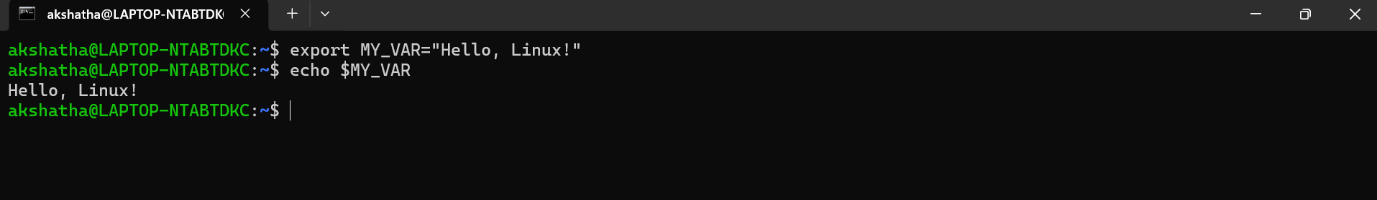 akshatha@LAPTOP-NTABTDK(
akshatha@LAPTOP-NTABTDKC:~$ export MY_VAR="Hello, Linux!"
akshatha@LAPTOP-NTABTDKC:~$ echo $MY_VAR
Hello, Linux!
akshatha@LAPTOP-NTABTDKC:~$